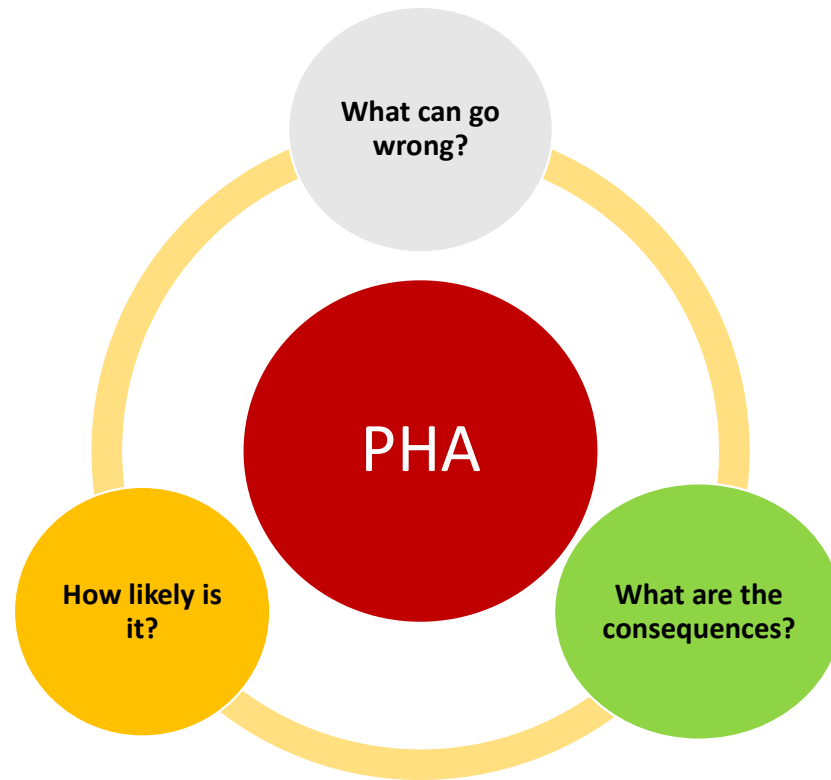 What can go
wrong?
PHA
How likely is
it?
What are the
consequences?